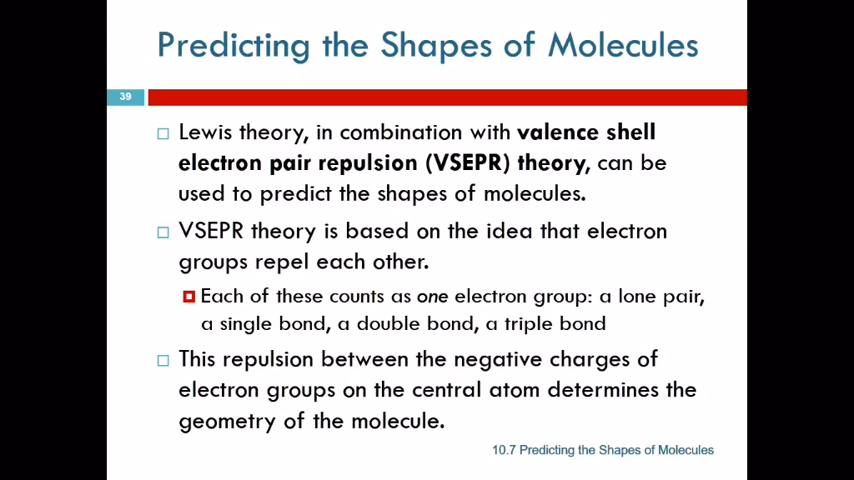 Predicting the Shapes of Molecules
39
Lewis theory, in combination with valence shell
electron pair repulsion (VSEPR) theory, can be
used to predict the shapes of molecules.
VSEPR theory is based on the idea that electron
groups repel each other.
Each of these counts as one electron group: a lone pair,
a single bond, a double bond, a triple bond
This repulsion between the negative charges of
electron groups on the central atom determines the
geometry of the molecule.
10.7 Predicting the Shapes of Molecules